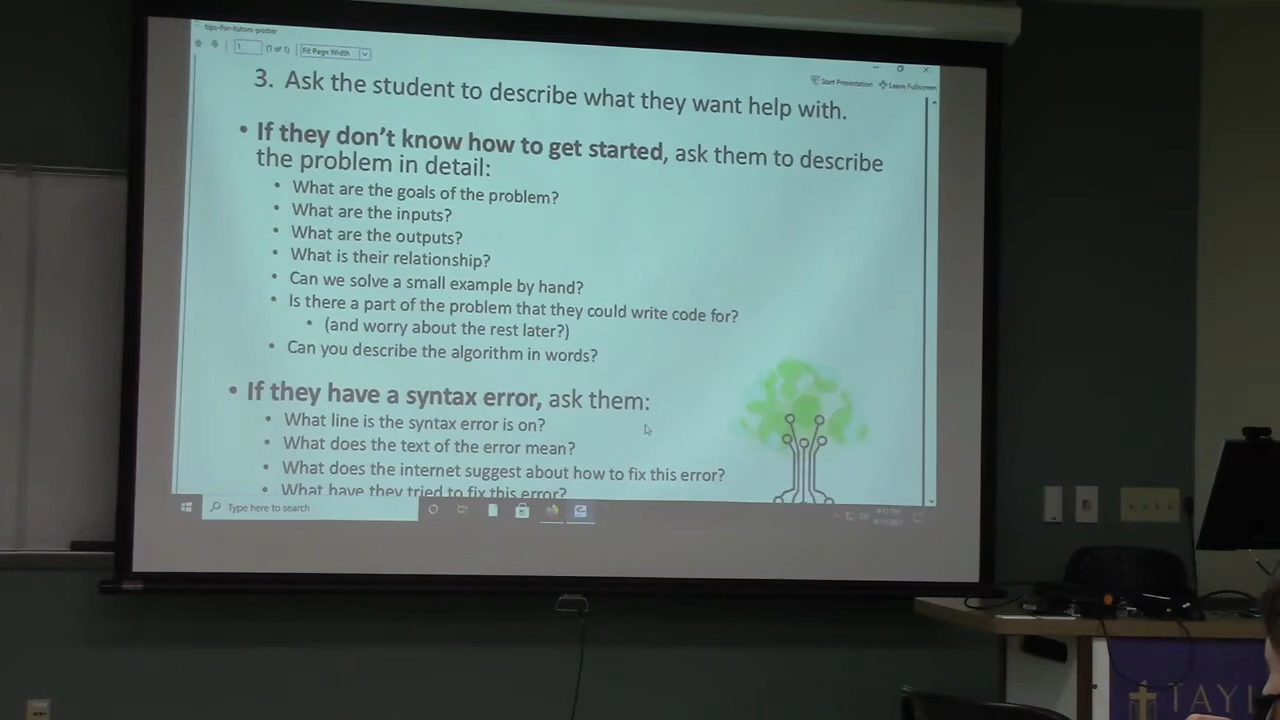 tips-for-tutors-poster
1 (1 of 1) Fit Page Width
Start Presentation Leave Fullscreen
3. Ask the student to describe what they want help with.
• If they don't know how to get started, ask them to describe
the problem in detail:
• What are the goals of the problem?
• What are the inputs?
• What are the outputs?
• What is their relationship?
• Can we solve a small example by hand?
• Is there a part of the problem that they could write code for?
• (and worry about the rest later?)
• Can you describe the algorithm in words?
• If they have a syntax error, ask them:
• What line is the syntax error is on?
• What does the text of the error mean?
• What does the internet suggest about how to fix this error?
• What have they tried to fix this error?
Type here to search
TAYL